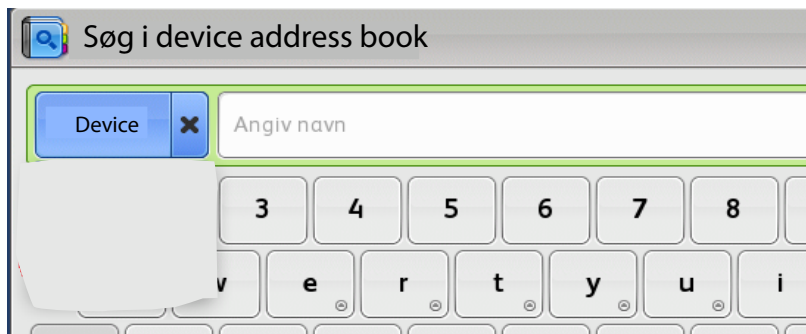 Søg i device address book
Device Angiv navn
3 4 5 6 7 8
e r t y u i